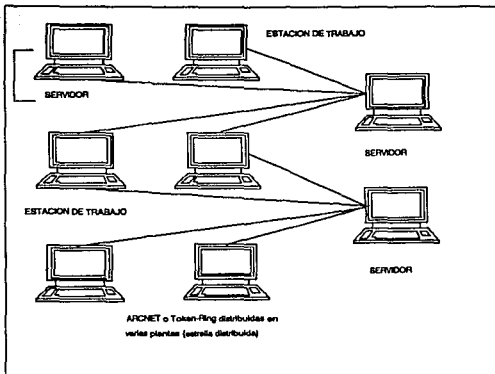 ESTACION DE TRABAJO
SERVIDOR
SERVIDOR
ESTACION DE TRABAJO
SERVIDOR
ARCNET o Token-Ring distribuidas en
varias plantas (estrella distribuida)